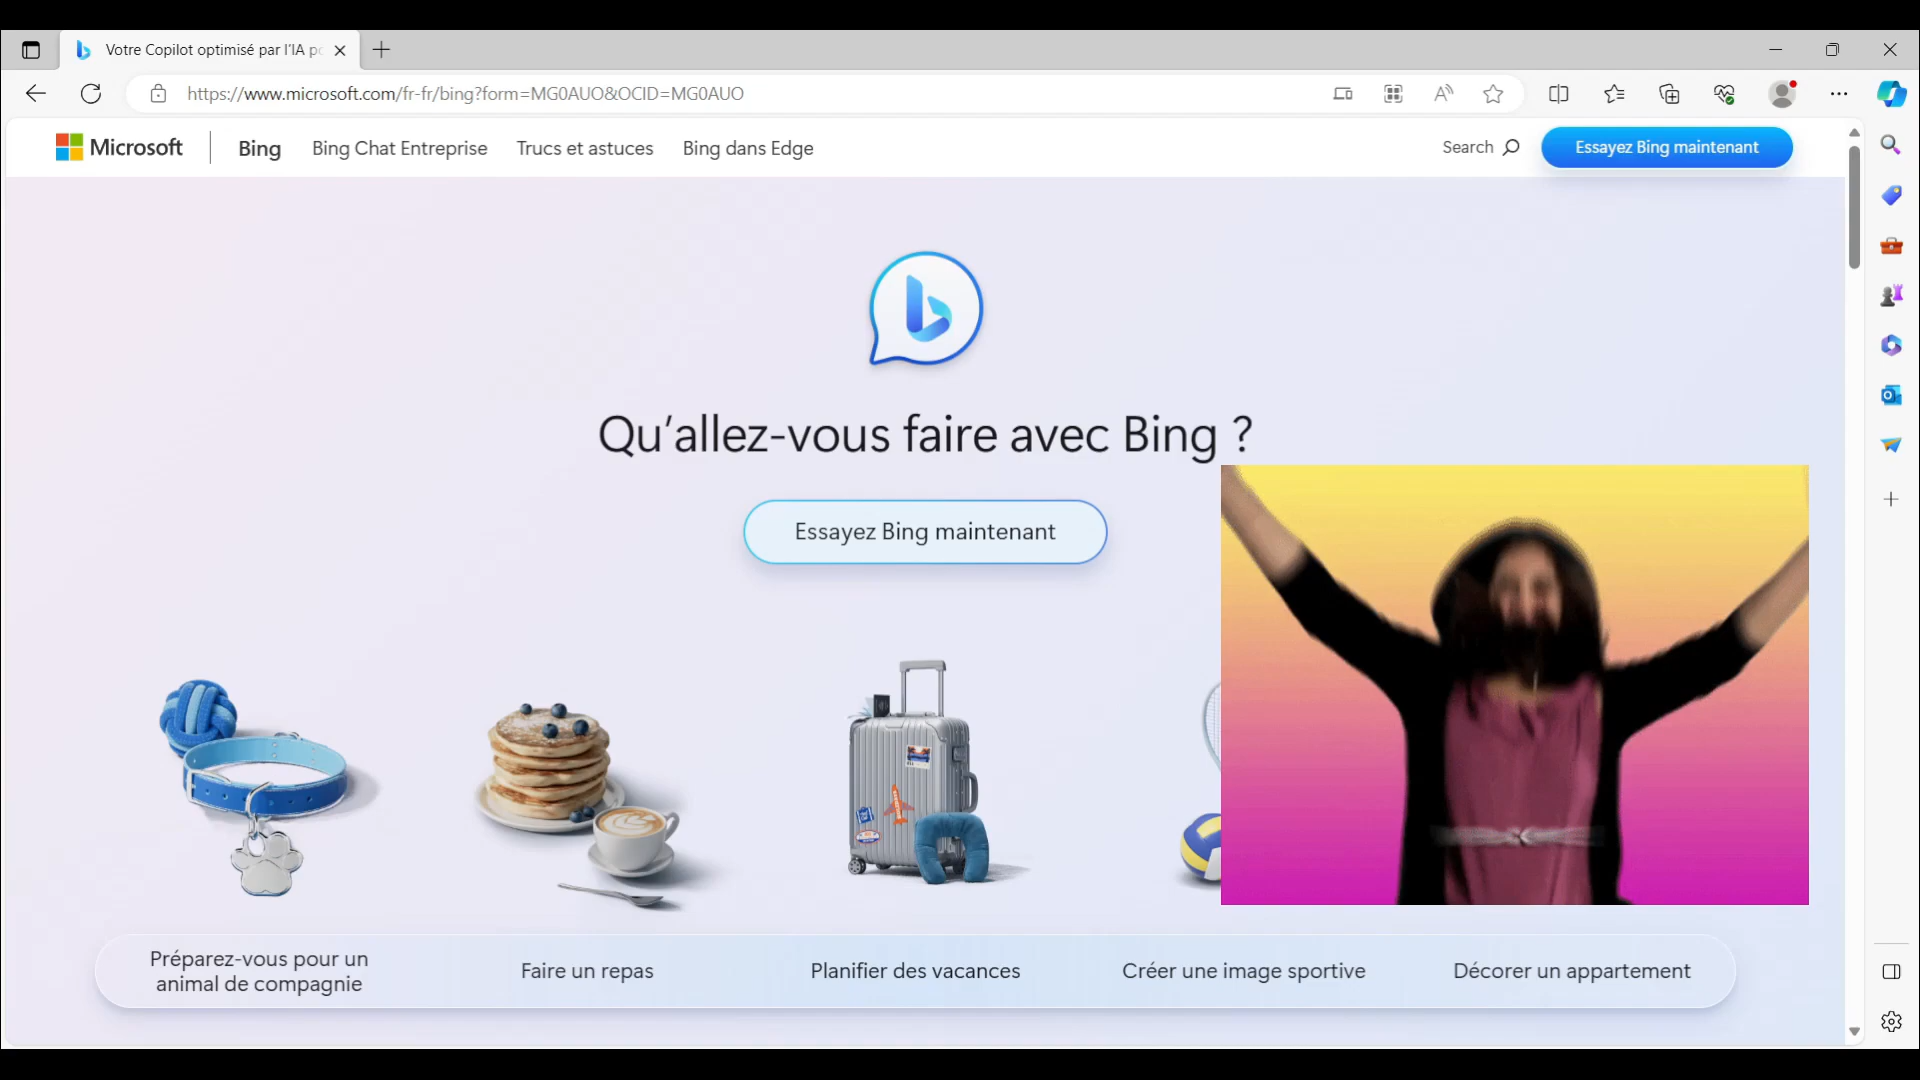 Votre Copilot optimisé par l'IA po
https://www.microsoft.com/fr-fr/bing?form=MG0AUO&OCID=MG0AUO
Microsoft
Bing
Bing Chat Entreprise
Trucs et astuces
Bing dans Edge
Search
Essayez Bing maintenant
Qu'allez-vous faire avec Bing ?
Essayez Bing maintenant
Préparez-vous pour un
animal de compagnie
Faire un repas
Planifier des vacances
Créer une image sportive
Décorer un appartement